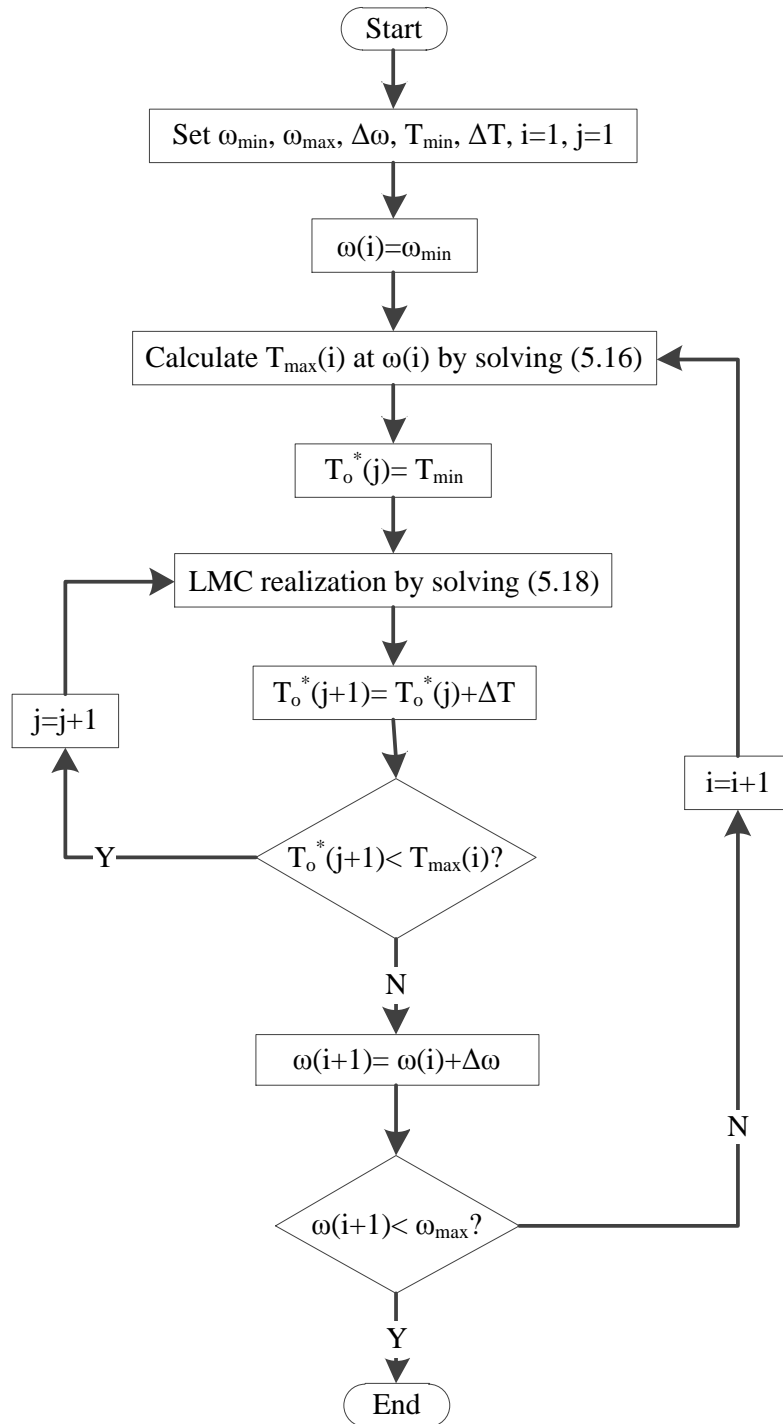 Start
Set ω_min, ω_max, Δω, T_min, ΔT, i=1, j=1
ω(i)=ω_min
Calculate T_max(i) at ω(i) by solving (5.16)
T_o^*(j)= T_min
LMC realization by solving (5.18)
T_o^*(j+1)= T_o^*(j)+ΔT
j=j+1
i=i+1
T_o^*(j+1)< T_max(i)?
Y
N
ω(i+1)= ω(i)+Δω
N
ω(i+1)< ω_max?
Y
End